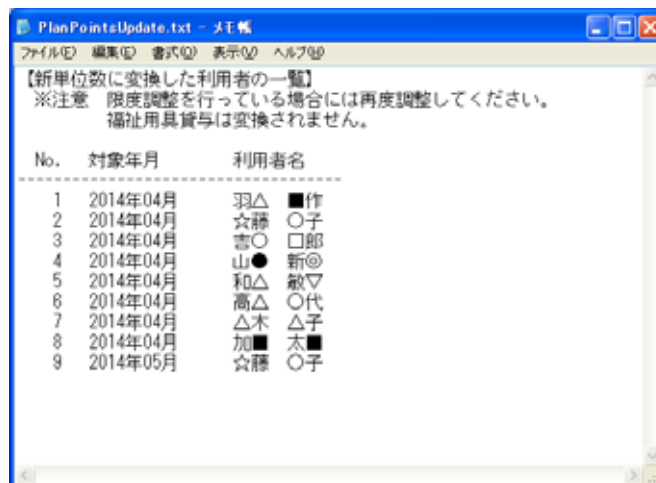 PlanPointsUpdate.txt - メモ帳
ファイル(F) 編集(E) 書式(O) 表示(V) ヘルプ(H)
【新単位数に変換した利用者の一覧】
※注意 限度調整を行っている場合には再度調整してください。
福祉用具貸与は変換されません。
No. 対象年月 利用者名
----------------------------------------
1 2014年04月 羽△ ■作
2 2014年04月 ☆藤 ○子
3 2014年04月 吉○ □郎
4 2014年04月 山● 新◎
5 2014年04月 和△ 敏▽
6 2014年04月 高△ ○代
7 2014年04月 △木 △子
8 2014年04月 加■ 太■
9 2014年05月 ☆藤 ○子